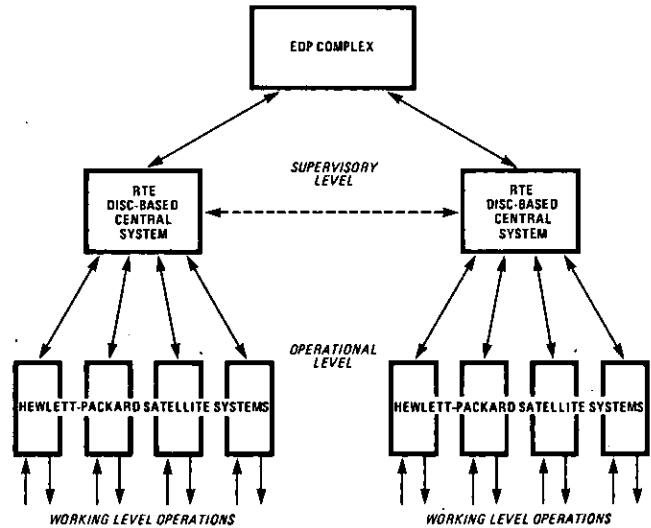 EDP COMPLEX
SUPERVISORY
LEVEL
RTE
DISC-BASED
CENTRAL
SYSTEM
RTE
DISC-BASED
CENTRAL
SYSTEM
OPERATIONAL
LEVEL
HEWLETT-PACKARD SATELLITE SYSTEMS
HEWLETT-PACKARD SATELLITE SYSTEMS
WORKING LEVEL OPERATIONS
WORKING LEVEL OPERATIONS